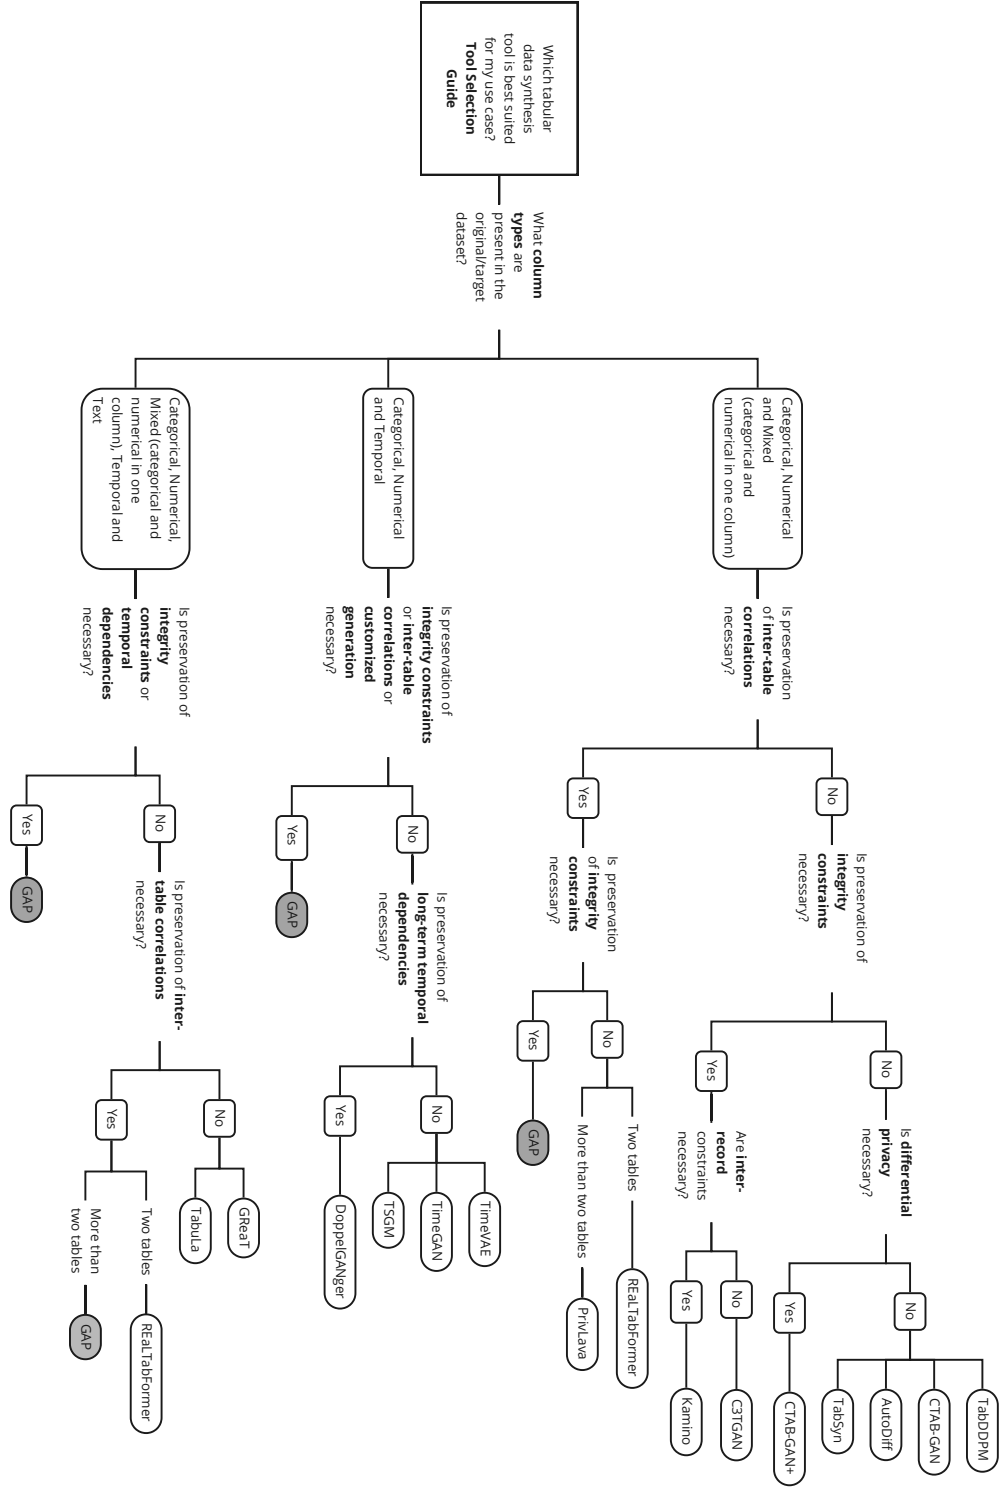 Which tabular
data synthesis
tool is best suited
for my use case?
Tool Selection
Guide
What column
types are
present in the
original/target
dataset?
Categorical, Numerical
and Mixed
(categorical and
numerical in one column)
Is preservation
of inter-table
correlations
necessary?
No
Is preservation of
integrity
constraints
necessary?
No
Is differential
privacy
necessary?
No
TabDDPM
CTAB-GAN
AutoDiff
TabSyn
Yes
CTAB-GAN+
Yes
Are inter-
record
constraints
necessary?
No
C3TGAN
Yes
Kamino
Yes
Is preservation
of integrity
constraints
necessary?
No
Two tables
REaLTabFormer
More than two tables
PrivLava
Yes
GAP
Categorical, Numerical
and Temporal
Is preservation of
integrity constraints
or inter-table
correlations or
customized
generation
necessary?
No
Is preservation of
long-term temporal
dependencies
necessary?
No
TimeVAE
TimeGAN
TSGM
Yes
DoppelGANger
Yes
GAP
Categorical, Numerical,
Mixed (categorical and
numerical in one
column), Temporal and
Text
Is preservation of
integrity
constraints or
temporal
dependencies
necessary?
No
Is preservation of inter-
table correlations
necessary?
No
GReaT
TabuLa
Yes
Two tables
REaLTabFormer
More than
two tables
GAP
Yes
GAP